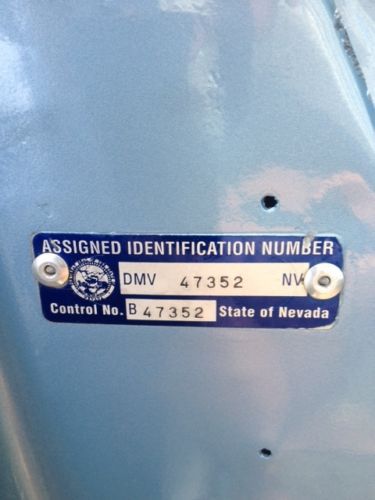 ASSIGNED IDENTIFICATION NUMBER
DMV 47352 NV
Control No. B 47352 State of Nevada